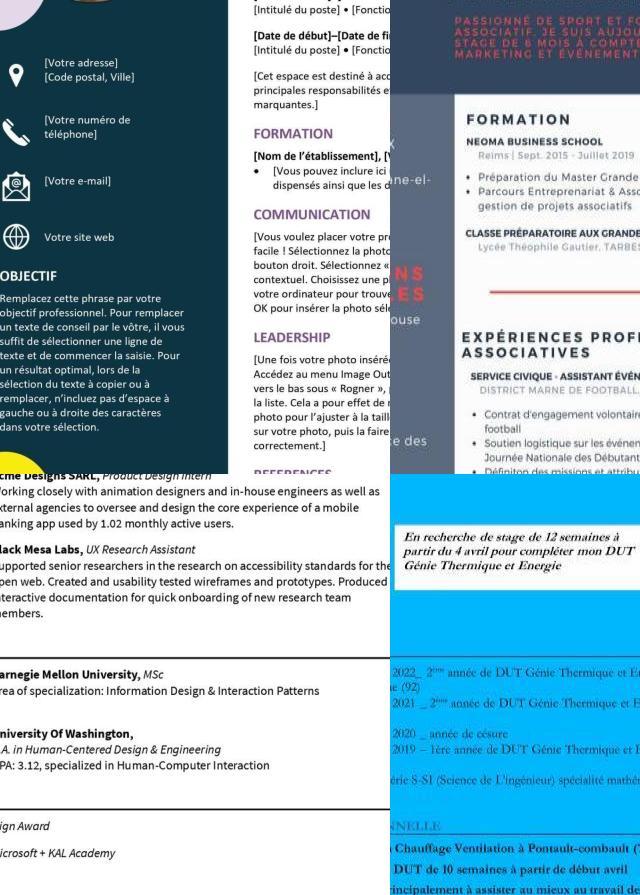 [Votre adresse]
[Code postal, Ville]
[Votre numéro de
téléphone]
[Votre e-mail]
Votre site web
OBJECTIF
Remplacez cette phrase par votre
objectif professionnel. Pour remplacer
un texte de conseil par le vôtre, il vous
suffit de sélectionner une ligne de
texte et de commencer la saisie. Pour
un résultat optimal, lors de la
sélection du texte à copier ou à
remplacer, n'incluez pas d'espace à
gauche ou à droite des caractères
dans votre sélection.
[Intitulé du poste] • [Fonctio
[Date de début]–[Date de fi
[Intitulé du poste] • [Fonctio
[Cet espace est destiné à acc
principales responsabilités e
marquantes.]
FORMATION
[Nom de l'établissement], [V
• [Vous pouvez inclure ici
dispensés ainsi que les d
COMMUNICATION
[Vous voulez placer votre pr
facile ! Sélectionnez la photo
bouton droit. Sélectionnez «
contextuel. Choisissez une p
votre ordinateur pour trouve
OK pour insérer la photo séle
LEADERSHIP
[Une fois votre photo insérée
Accédez au menu Image Out
vers le bas sous « Rogner »,
la liste. Cela a pour effet de r
photo pour l'ajuster à la taill
sur votre photo, puis la faire
correctement.]
REFERENCES
PASSIONNÉ DE SPORT ET FO
ASSOCIATIF, JE SUIS AUJOU
STAGE DE 6 MOIS À COMPTE
MARKETING ET ÉVÉNEMENT
X
nne-el-
NS
LES
ouse
ce des
FORMATION
NEOMA BUSINESS SCHOOL
Reims | Sept. 2015 - Juillet 2019
• Préparation du Master Grande
• Parcours Entreprenariat & Asso
gestion de projets associatifs
CLASSE PRÉPARATOIRE AUX GRANDE
Lycée Théophile Gautier, TARBES
EXPÉRIENCES PROFI
ASSOCIATIVES
SERVICE CIVIQUE - ASSISTANT ÉVÉN
DISTRICT MARNE DE FOOTBALL,
• Contrat d'engagement volontaire
football
• Soutien logistique sur les événem
Journée Nationale des Débutant
• Définiton des missions et attribu
cme Designs SARL, Product Design Intern
orking closely with animation designers and in-house engineers as well as
xternal agencies to oversee and design the core experience of a mobile
anking app used by 1.02 monthly active users.
lack Mesa Labs, UX Research Assistant
upported senior researchers in the research on accessibility standards for the
pen web. Created and usability tested wireframes and prototypes. Produced
nteractive documentation for quick onboarding of new research team
embers.
arnegie Mellon University, MSc
rea of specialization: Information Design & Interaction Patterns
niversity Of Washington,
.A. in Human-Centered Design & Engineering
PA: 3.12, specialized in Human-Computer Interaction
ign Award
icrosoft + KAL Academy
En recherche de stage de 12 semaines à
partir du 4 avril pour compléter mon DUT
Génie Thermique et Energie
2022_ 2ème année de DUT Génie Thermique et E
ue (92)
2021 _ 2ème année de DUT Génie Thermique et E
2020 _ année de césure
2019 – 1ère année de DUT Génie Thermique et E
érie S-SI (Science de L'ingénieur) spécialité mathé
NNELLE
Chauffage Ventilation à Pontault-combault (7
DUT de 10 semaines à partir de début avril
rincipalement à assister au mieux au travail de